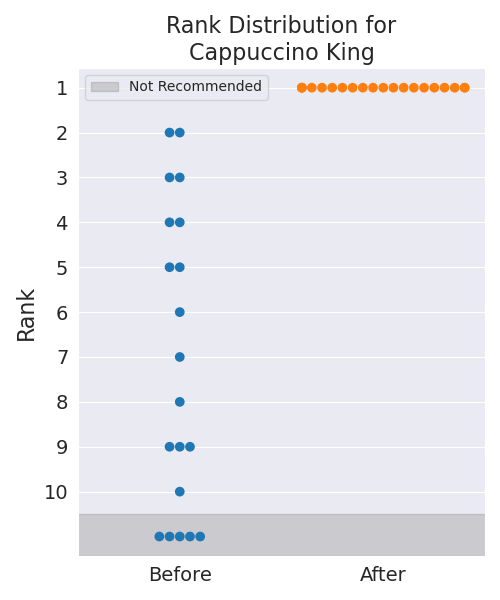 Rank Distribution for
Cappuccino King
Not Recommended
1
2
3
4
5
6
7
8
9
10
Rank
Before
After